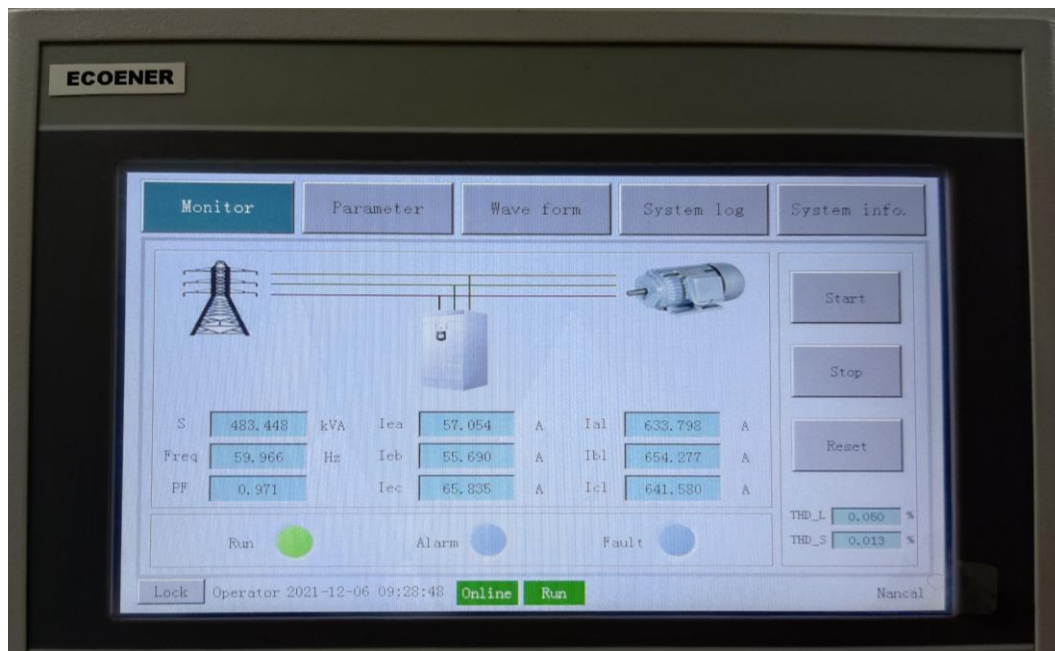 ECOENER
Monitor Parameter Wave form System log System info.
Start
Stop
Reset
S 483.448 kVA Iea 57.054 A Ial 633.798 A
Freq 59.966 Hz Ieb 55.690 A Ibl 654.277 A
PF 0.971 Iec 65.835 A Icl 641.580 A
THD_L 0.050 %
THD_S 0.013 %
Run Alarm Fault
Lock Operator 2021-12-06 09:28:48 Online Run Nancal